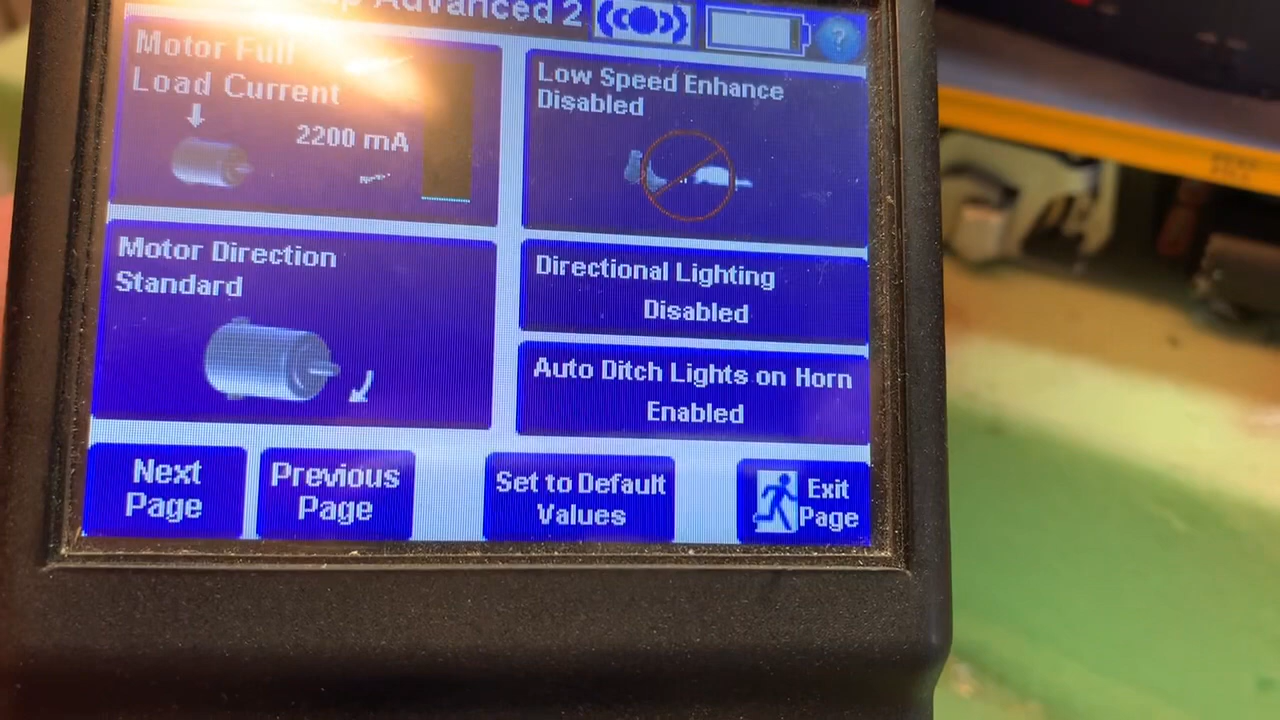 Advanced 2
?
Motor Full
Load Current
2200 mA
Low Speed Enhance
Disabled
Motor Direction
Standard
Directional Lighting
Disabled
Auto Ditch Lights on Horn
Enabled
Next
Page
Previous
Page
Set to Default
Values
Exit
Page